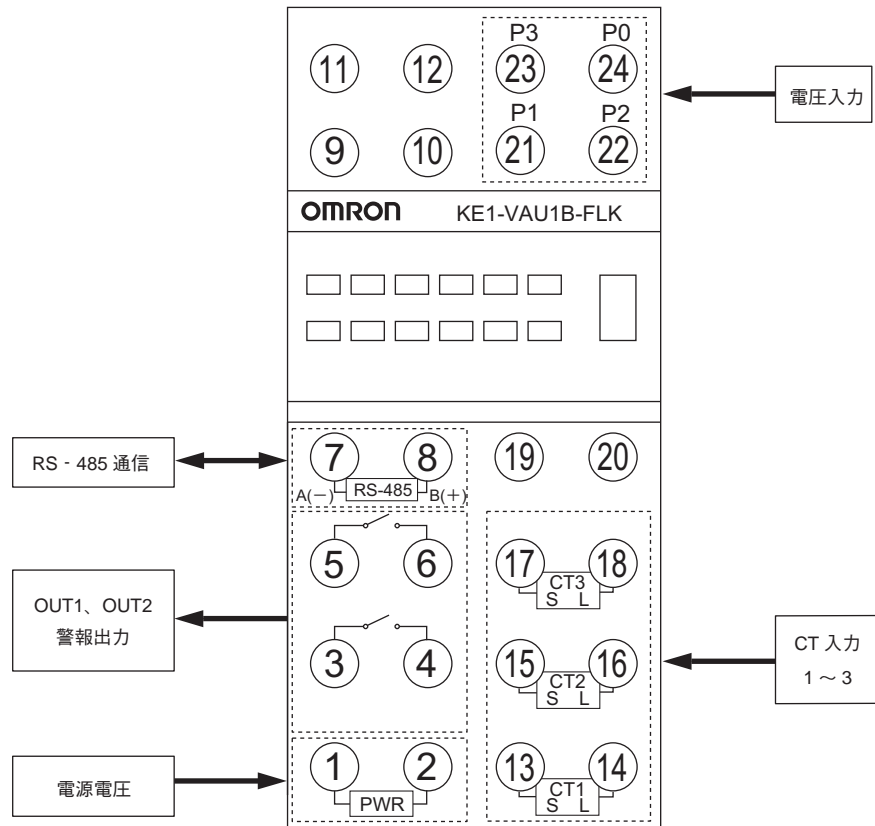 P3 P0
⑪ ⑫ ㉓ ㉔
電圧入力
P1 P2
⑨ ⑩ ㉑ ㉒
OMRON KE1-VAU1B-FLK
RS‐485 通信
⑦ ⑧ ⑲ ⑳
A(−) RS-485 B(+)
⑤ ⑥ ⑰ ⑱
CT3
S L
OUT1、OUT2
警報出力
③ ④ ⑮ ⑯
CT2
S L
CT 入力
1 ~ 3
電源電圧
① ② ⑬ ⑭
PWR
CT1
S L